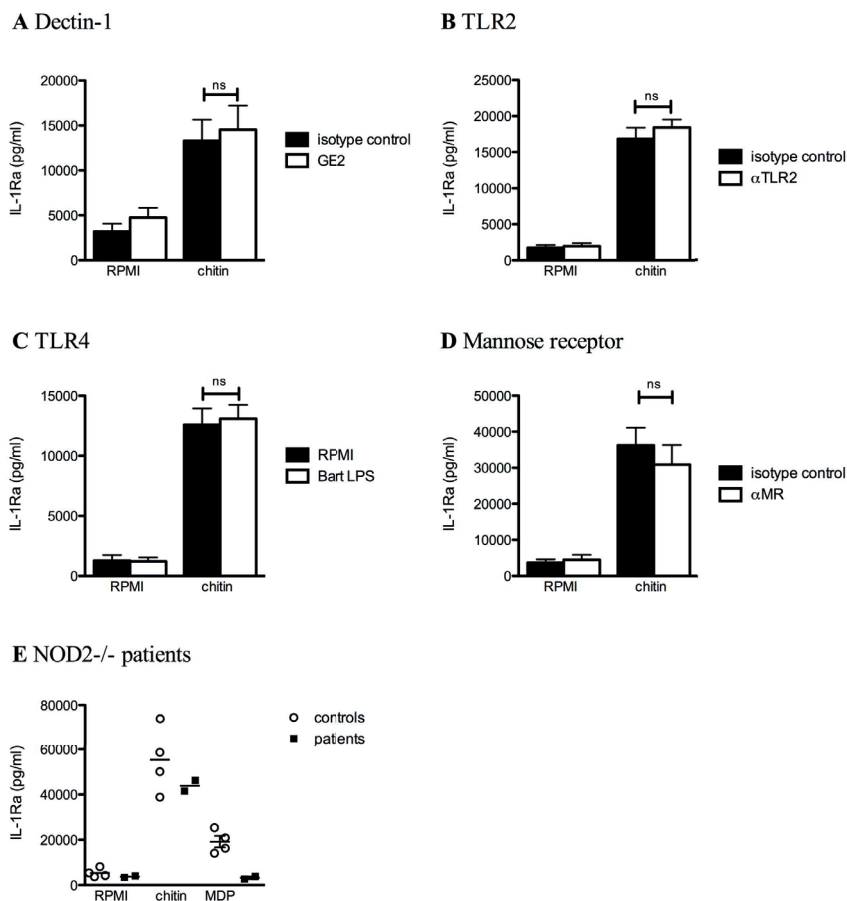 A Dectin-1
20000
15000
10000
5000
0
IL-1Ra (pg/ml)
ns
RPMI
chitin
isotype control
GE2
B TLR2
25000
20000
15000
10000
5000
0
IL-1Ra (pg/ml)
ns
RPMI
chitin
isotype control
αTLR2
C TLR4
15000
10000
5000
0
IL-1Ra (pg/ml)
ns
RPMI
chitin
RPMI
Bart LPS
D Mannose receptor
50000
40000
30000
20000
10000
0
IL-1Ra (pg/ml)
ns
RPMI
chitin
isotype control
αMR
E NOD2-/- patients
80000
60000
40000
20000
0
IL-1Ra (pg/ml)
RPMI
chitin
MDP
controls
patients